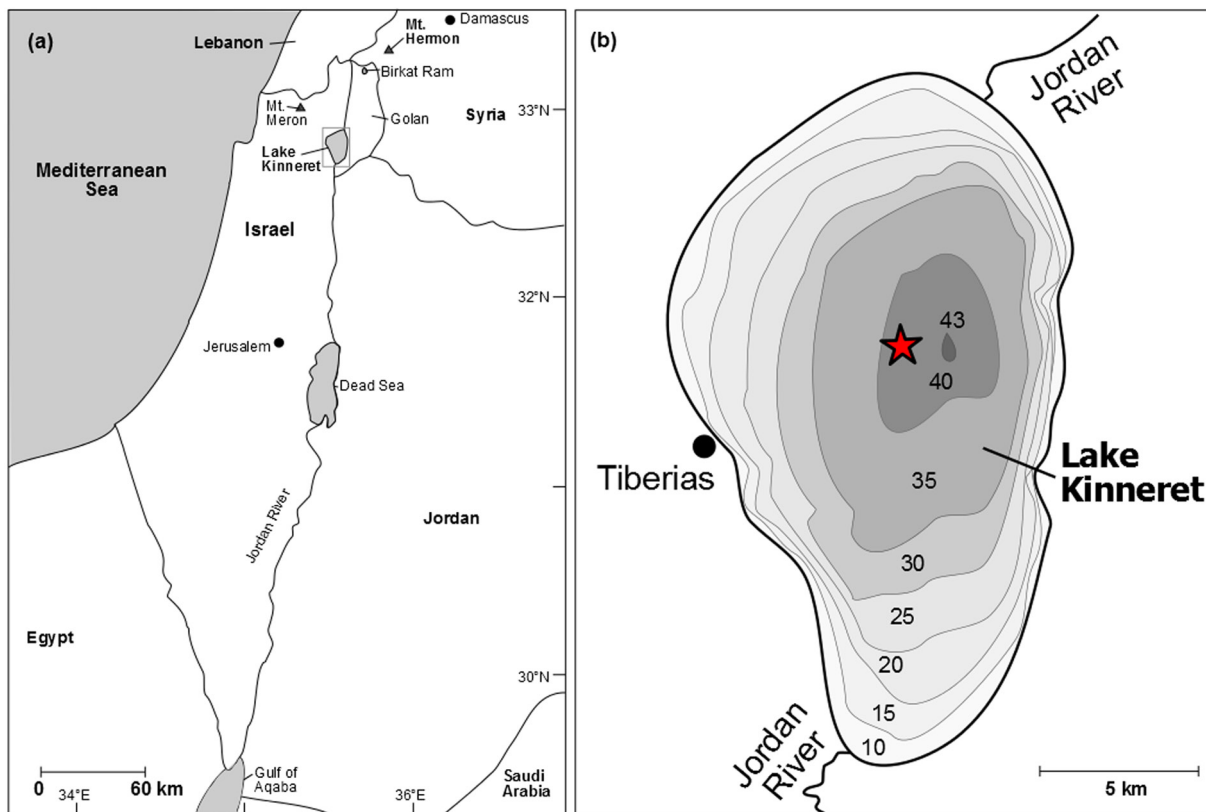 (a)
Lebanon
Mt.
Hermon
Damascus
Birkat Ram
Mt.
Meron
Golan
Syria
33°N
Lake
Kinneret
Mediterranean
Sea
Israel
32°N
Jerusalem
Dead Sea
Jordan River
Jordan
Egypt
30°N
0 60 km
Gulf of
Aqaba
Saudi
Arabia
34°E
36°E
(b)
Jordan
River
43
40
Tiberias
Lake
Kinneret
35
30
25
20
15
10
Jordan
River
5 km